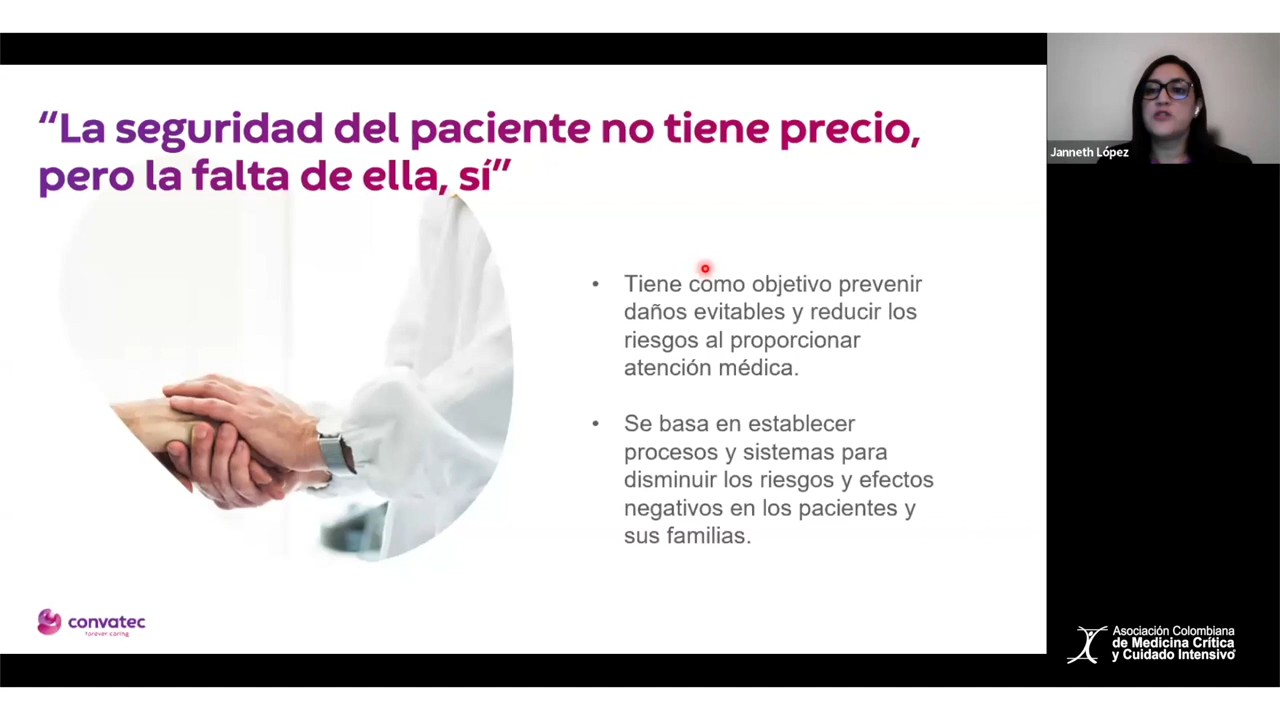 “La seguridad del paciente no tiene precio,
pero la falta de ella, sí”
• Tiene como objetivo prevenir
daños evitables y reducir los
riesgos al proporcionar
atención médica.
• Se basa en establecer
procesos y sistemas para
disminuir los riesgos y efectos
negativos en los pacientes y
sus familias.
convatec
forever caring
Janneth López
Asociación Colombiana
de Medicina Crítica
y Cuidado Intensivo